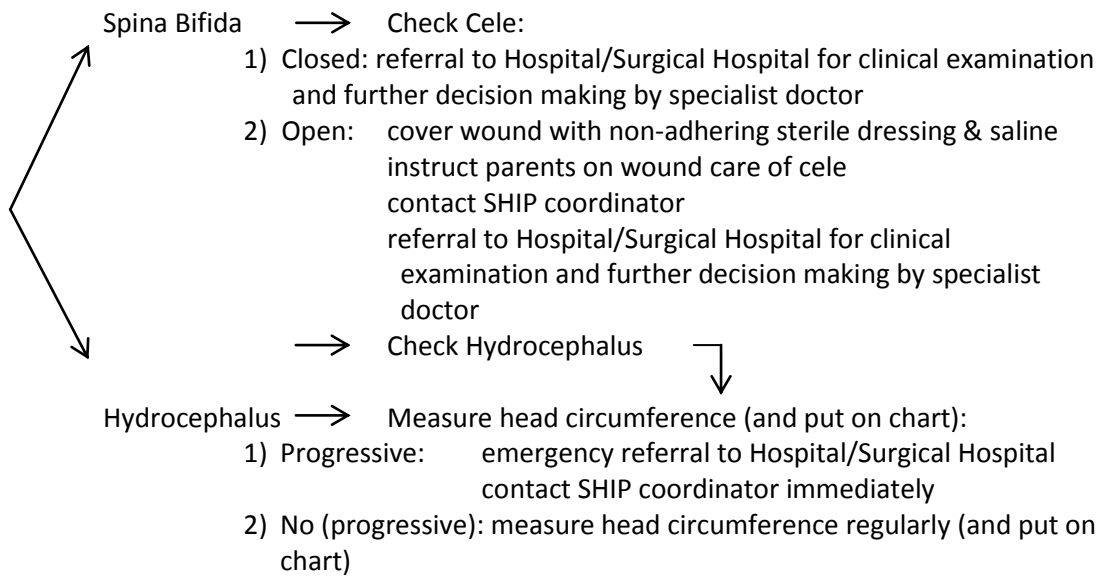 Spina Bifida Check Cele:
1) Closed: referral to Hospital/Surgical Hospital for clinical examination
and further decision making by specialist doctor
2) Open: cover wound with non-adhering sterile dressing & saline
instruct parents on wound care of cele
contact SHIP coordinator
referral to Hospital/Surgical Hospital for clinical
examination and further decision making by specialist
doctor
Check Hydrocephalus
Hydrocephalus Measure head circumference (and put on chart):
1) Progressive: emergency referral to Hospital/Surgical Hospital
contact SHIP coordinator immediately
2) No (progressive): measure head circumference regularly (and put on
chart)